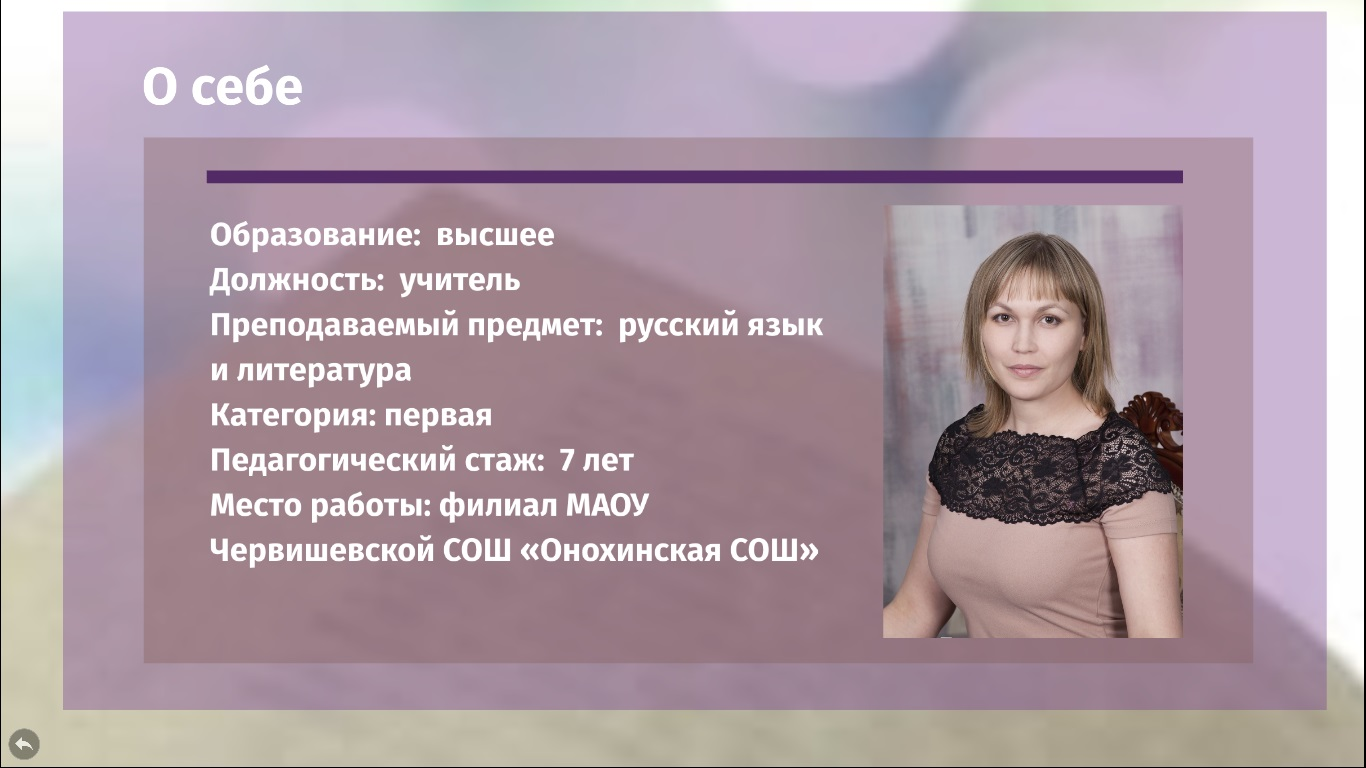 О себе
Образование:  высшее
Должность:  учитель
Преподаваемый предмет:  русский язык
и литература
Категория: первая
Педагогический стаж:  7 лет
Место работы: филиал МАОУ
Червишевской СОШ «Онохинская СОШ»